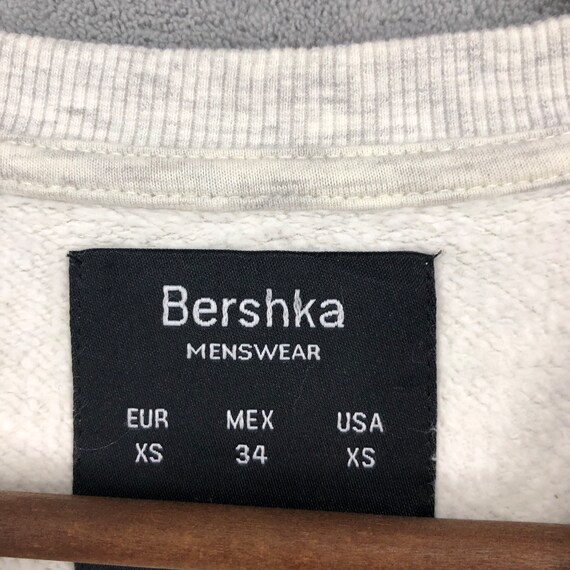 Bershka
MENSWEAR
EUR MEX USA
XS 34 XS